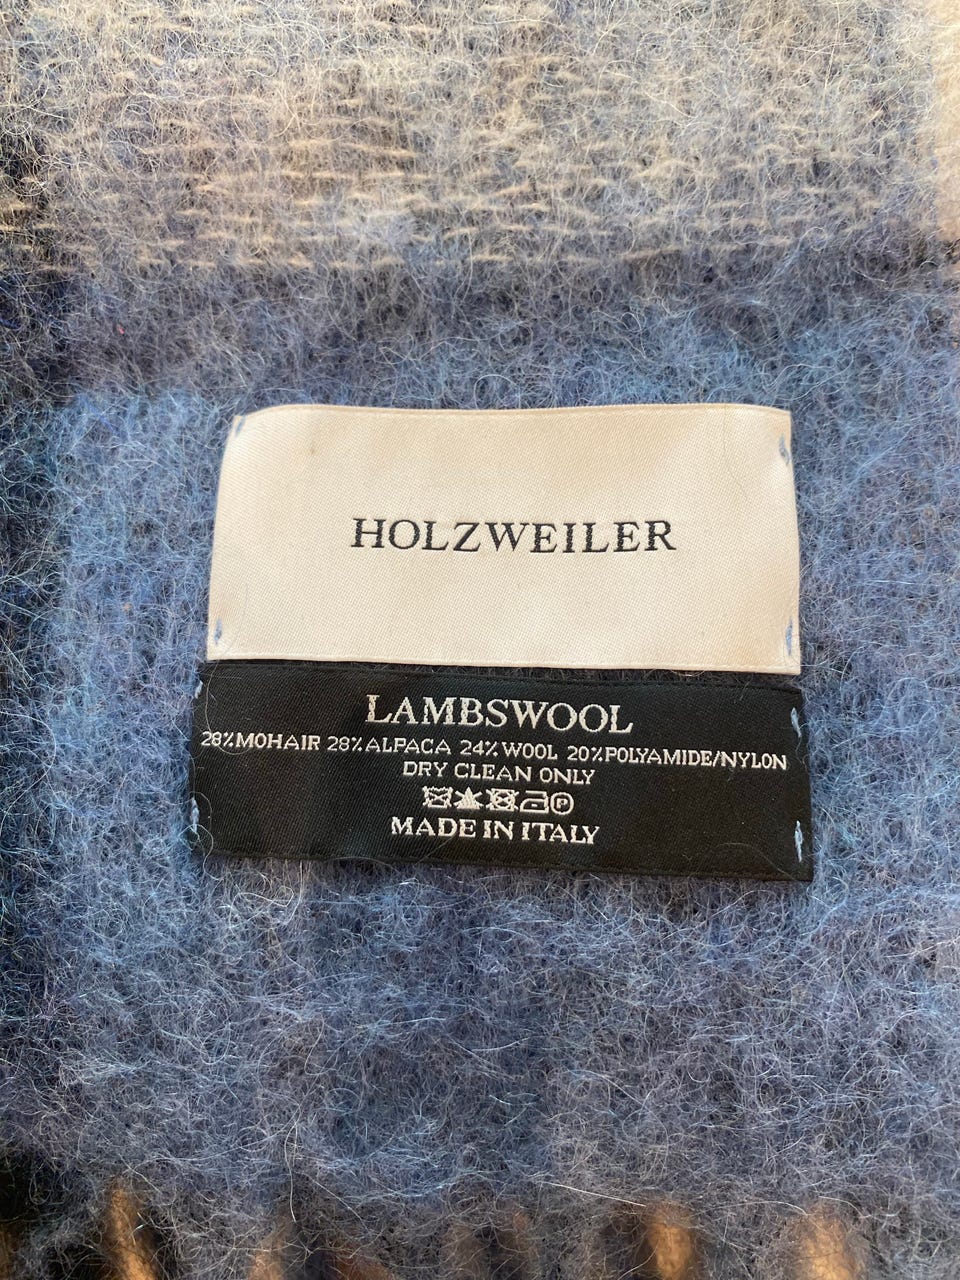 HOLZWEILER
LAMBSWOOL
28%MOHAIR 28%ALPACA 24%WOOL 20%POLYAMIDE/NYLON
DRY CLEAN ONLY
P
MADE IN ITALY